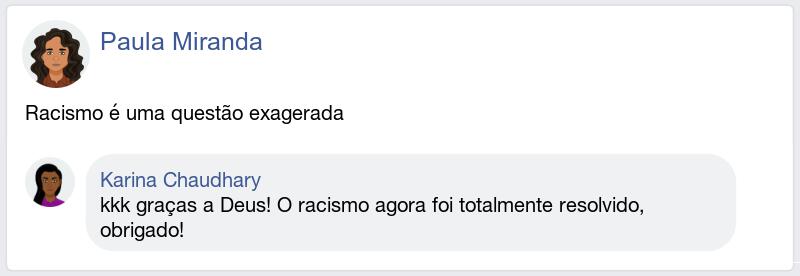 Paula Miranda
Racismo é uma questão exagerada
Karina Chaudhary
kkk graças a Deus! O racismo agora foi totalmente resolvido,
obrigado!